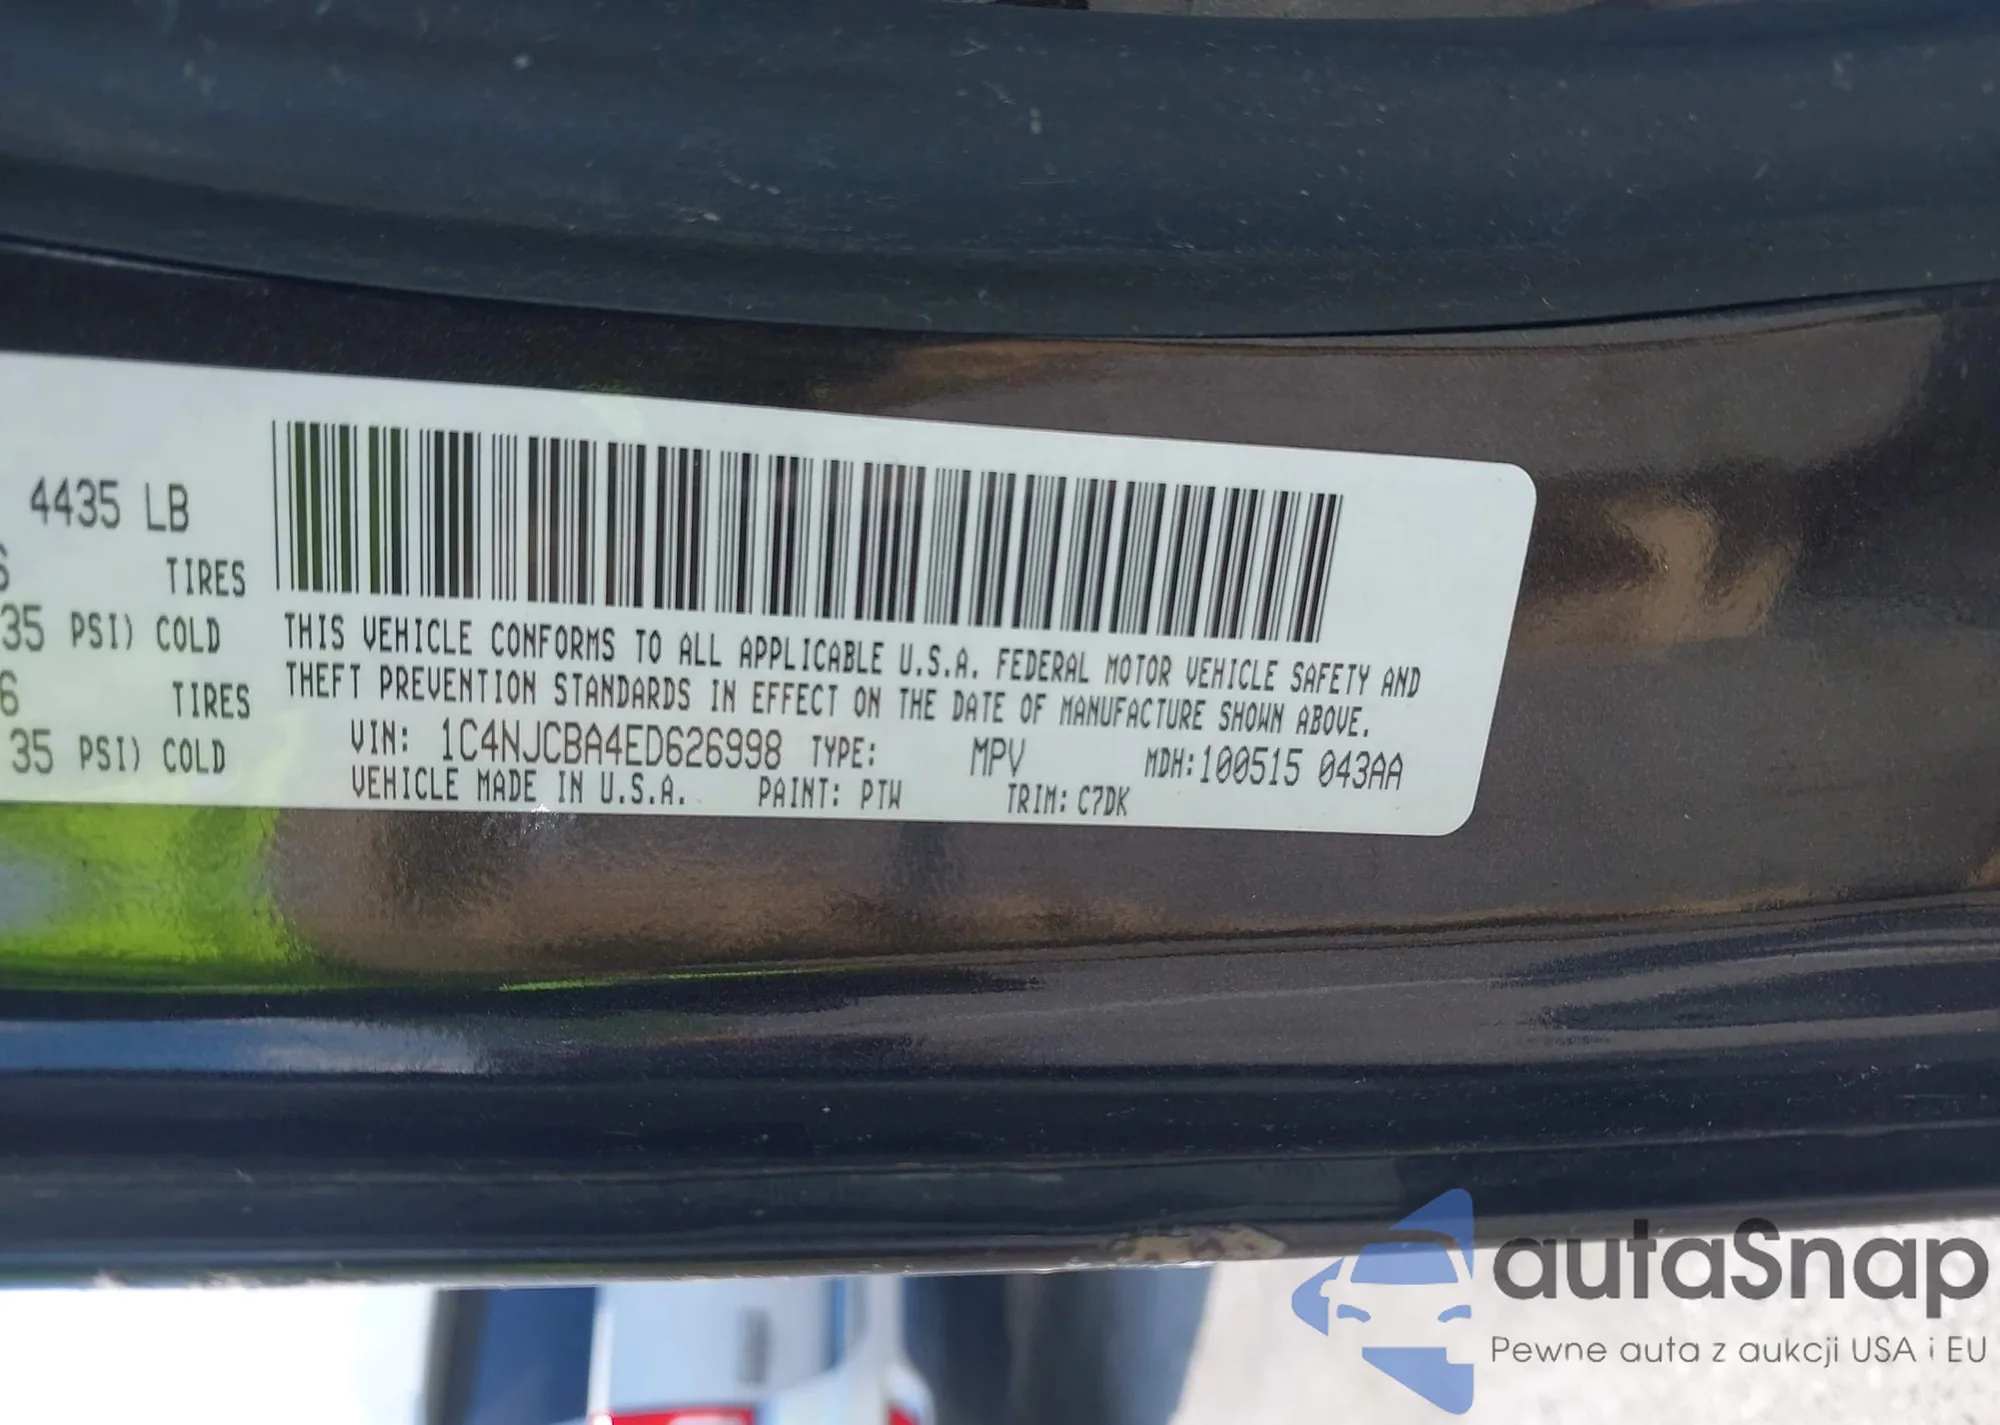 4435 LB
TIRES
35 PSI) COLD
6 TIRES
35 PSI) COLD
THIS VEHICLE CONFORMS TO ALL APPLICABLE U.S.A. FEDERAL MOTOR VEHICLE SAFETY AND
THEFT PREVENTION STANDARDS IN EFFECT ON THE DATE OF MANUFACTURE SHOWN ABOVE.
VIN: 1C4NJCBA4ED626998 TYPE: MPV MDH:100515 043AA
VEHICLE MADE IN U.S.A. PAINT: PTW TRIM: C7DK
autaSnap
Pewne auta z aukcji USA i EU